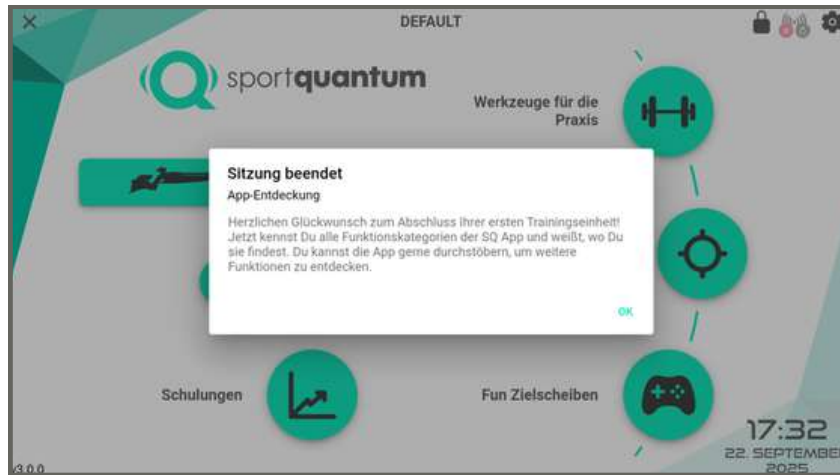 DEFAULT
sportquantum
Werkzeuge für die
Praxis
Sitzung beendet
App-Entdeckung
Herzlichen Glückwunsch zum Abschluss Ihrer ersten Trainingseinheit!
Jetzt kennst Du alle Funktionskategorien der SQ App und weißt, wo Du
sie findest. Du kannst die App gerne durchstöbern, um weitere
Funktionen zu entdecken.
OK
Schulungen
Fun Zielscheiben
17:32
22. SEPTEMBER
2025
v3.0.0